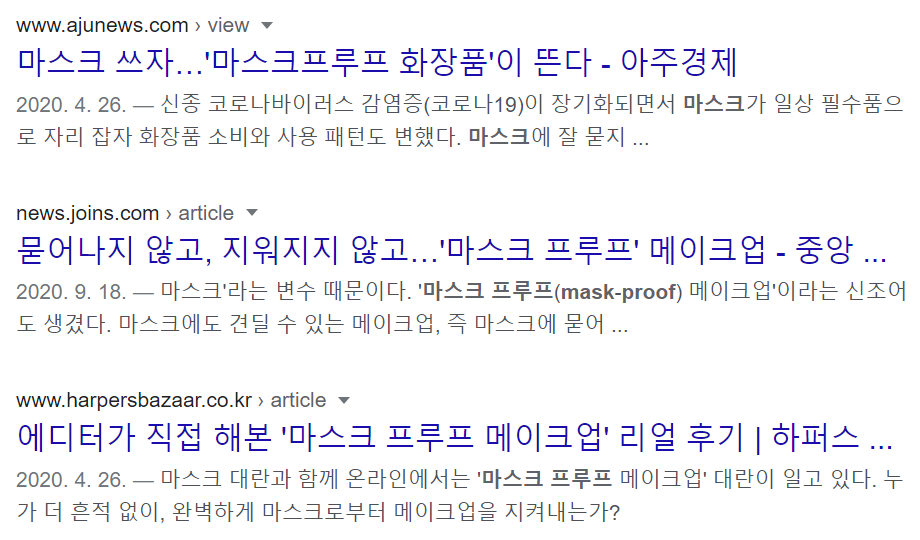 www.ajunews.com › view
마스크 쓰자…'마스크프루프 화장품'이 뜬다 - 아주경제
2020. 4. 26. — 신종 코로나바이러스 감염증(코로나19)이 장기화되면서 마스크가 일상 필수품으
로 자리 잡자 화장품 소비와 사용 패턴도 변했다. 마스크에 잘 묻지 ...
news.joins.com › article
묻어나지 않고, 지워지지 않고…'마스크 프루프' 메이크업 - 중앙 ...
2020. 9. 18. — 마스크'라는 변수 때문이다. '마스크 프루프(mask-proof) 메이크업'이라는 신조어
도 생겼다. 마스크에도 견딜 수 있는 메이크업, 즉 마스크에 묻어 ...
www.harpersbazaar.co.kr › article
에디터가 직접 해본 '마스크 프루프 메이크업' 리얼 후기 | 하퍼스 ...
2020. 4. 26. — 마스크 대란과 함께 온라인에서는 '마스크 프루프 메이크업' 대란이 일고 있다. 누
가 더 흔적 없이, 완벽하게 마스크로부터 메이크업을 지켜내는가?